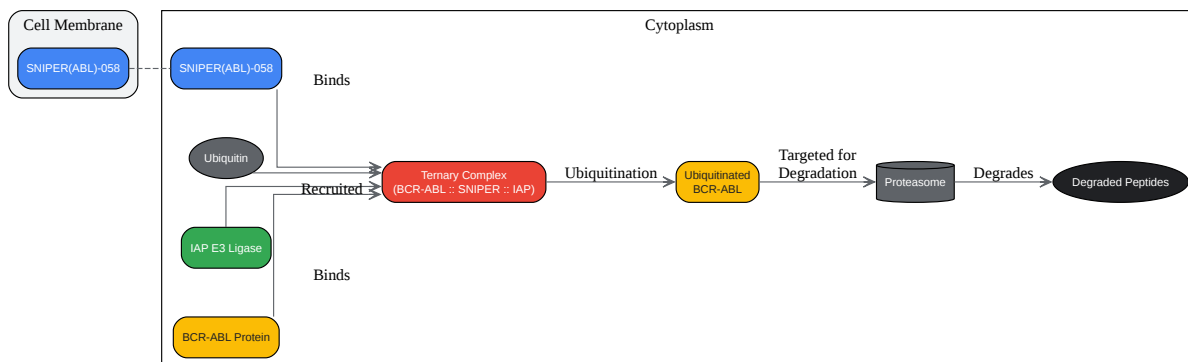 Cell Membrane
Cytoplasm
SNIPER(ABL)-058
SNIPER(ABL)-058
Binds
Ubiquitin
Recruited
Ternary Complex
(BCR-ABL :: SNIPER :: IAP)
Ubiquitination
Ubiquitinated
BCR-ABL
Targeted for
Degradation
Proteasome
Degrades
Degraded Peptides
IAP E3 Ligase
Binds
BCR-ABL Protein